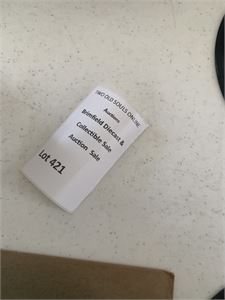 TWO OLD SOULS ONLINE
Auctions
Brimfield Diecast &
Collectible Sale
Auction Sale
Lot 421